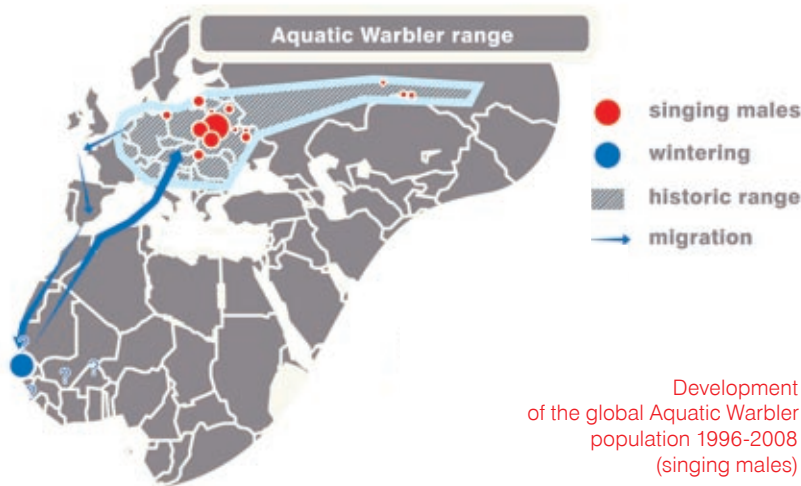 Aquatic Warbler range
singing males
wintering
historic range
migration
?
?
?
?
Development
of the global Aquatic Warbler
population 1996-2008
(singing males)